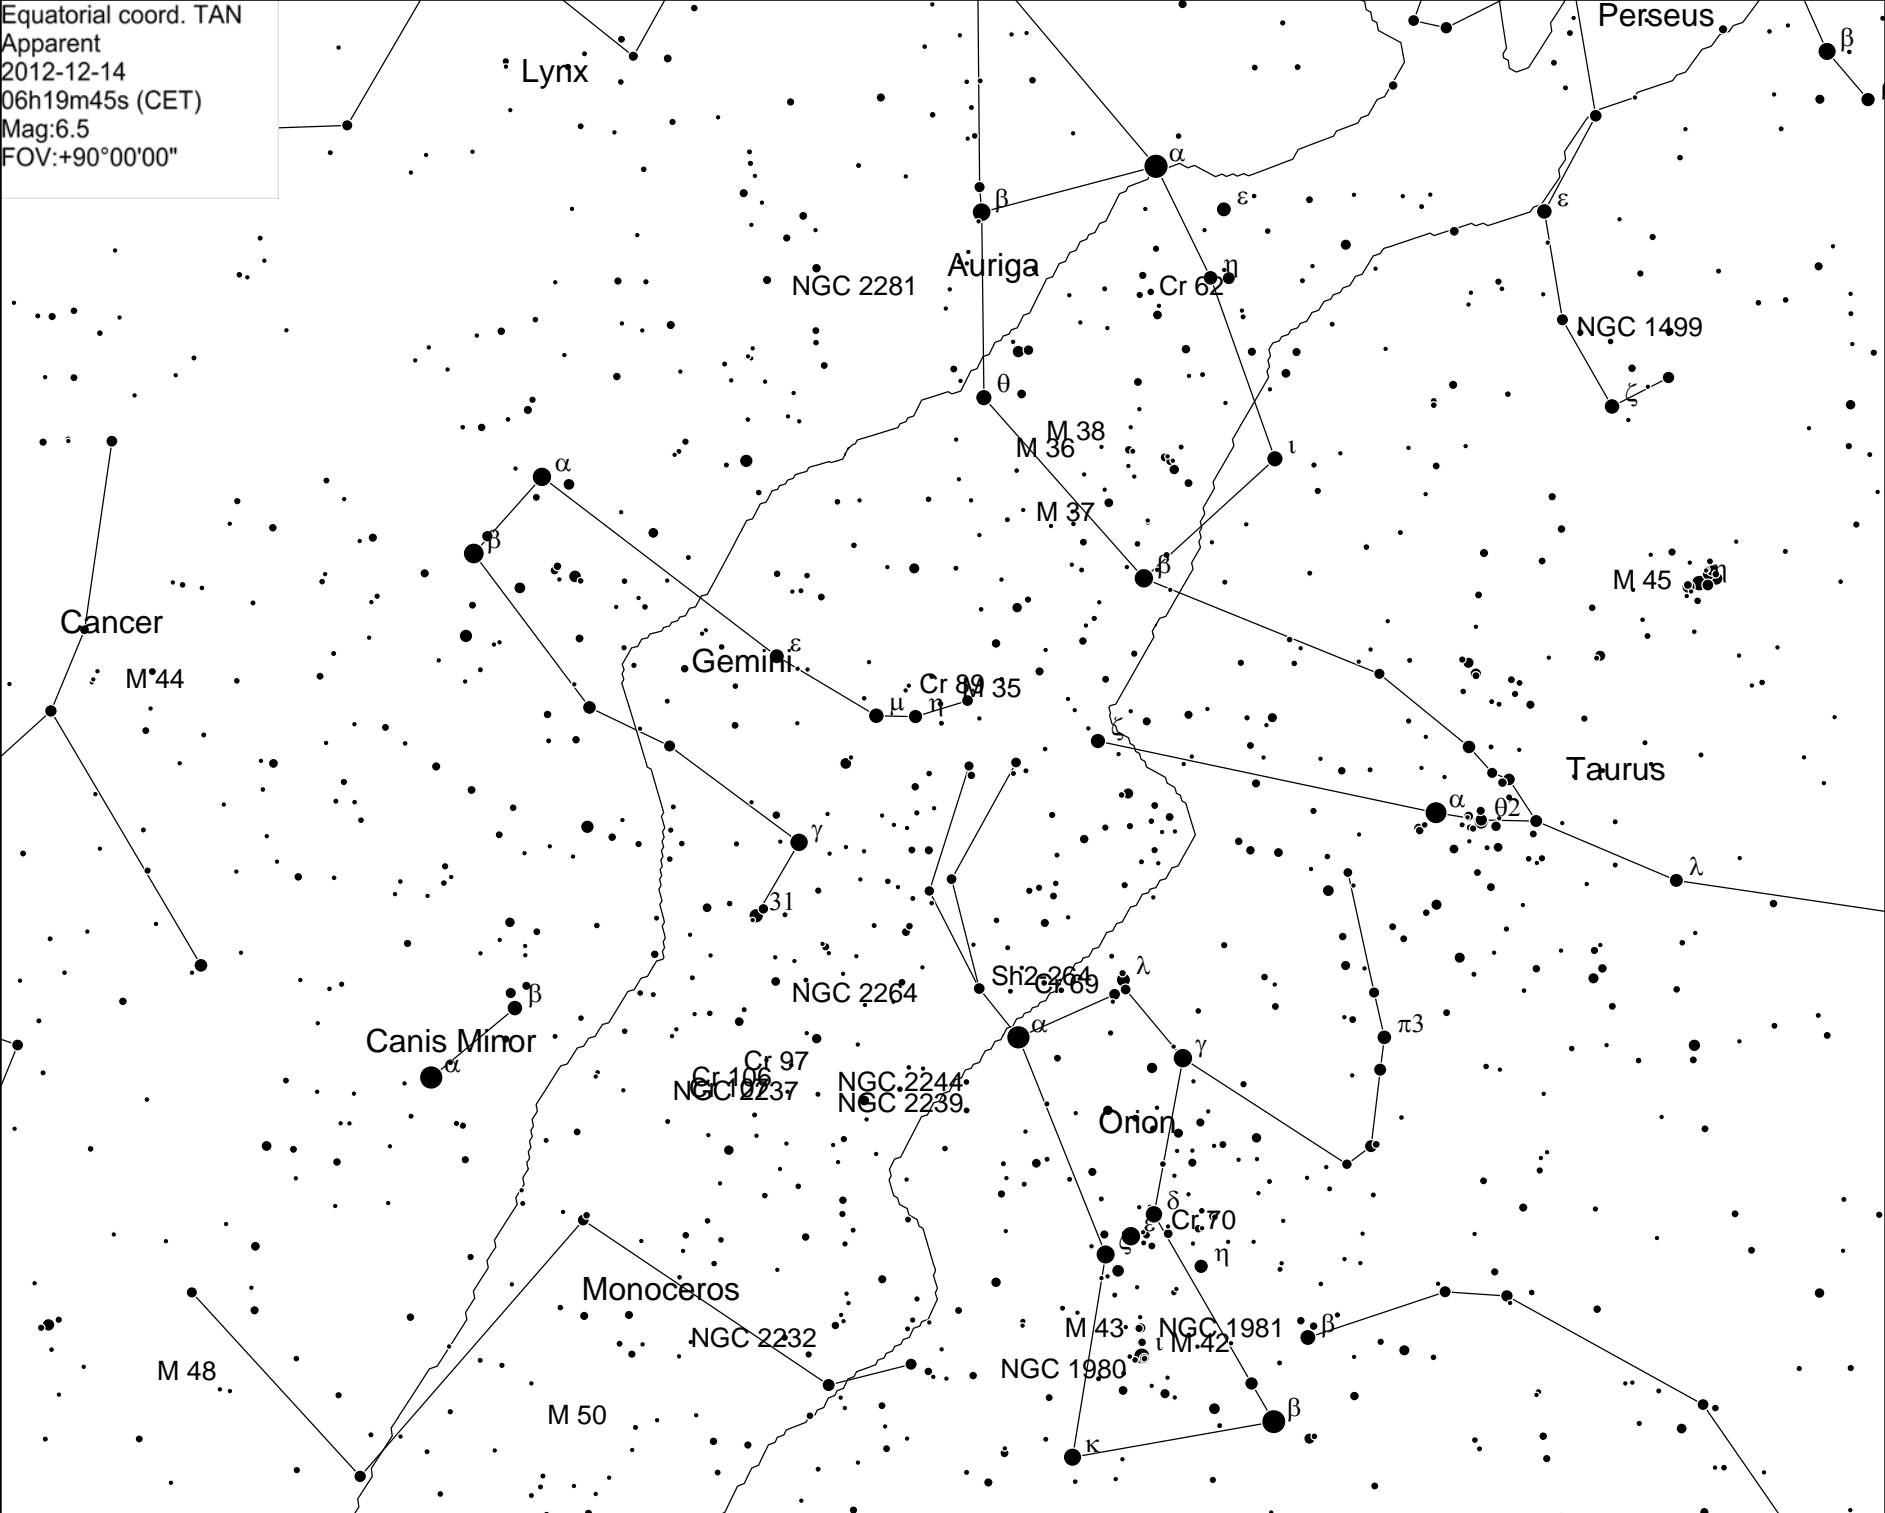 Equatorial coord. TAN
Apparent
2012-12-14
06h19m45s (CET)
Mag:6.5
FOV:+90°00'00"
Perseus
β
Lynx
α
β
ε
ε
Auriga
η
NGC 2281
Cr 62
NGC 1499
θ
ζ
M 38
M 36
ι
α
M 37
β
β
M 45
η
Cancer
Gemini
ε
M 44
Cr 89
M 35
μ
η
ζ
Taurus
α
θ2
γ
λ
31
Sh2-264
Cr 69
λ
NGC 2264
β
α
π3
Canis Minor
α
γ
Cr 97
Cr 106
NGC 2237
NGC 2244
NGC 2239
Orion
δ
Cr 70
ε
ζ
η
Monoceros
M 43
NGC 1981
β
NGC 2232
ι
M 42
M 48
NGC 1980
M 50
β
κ